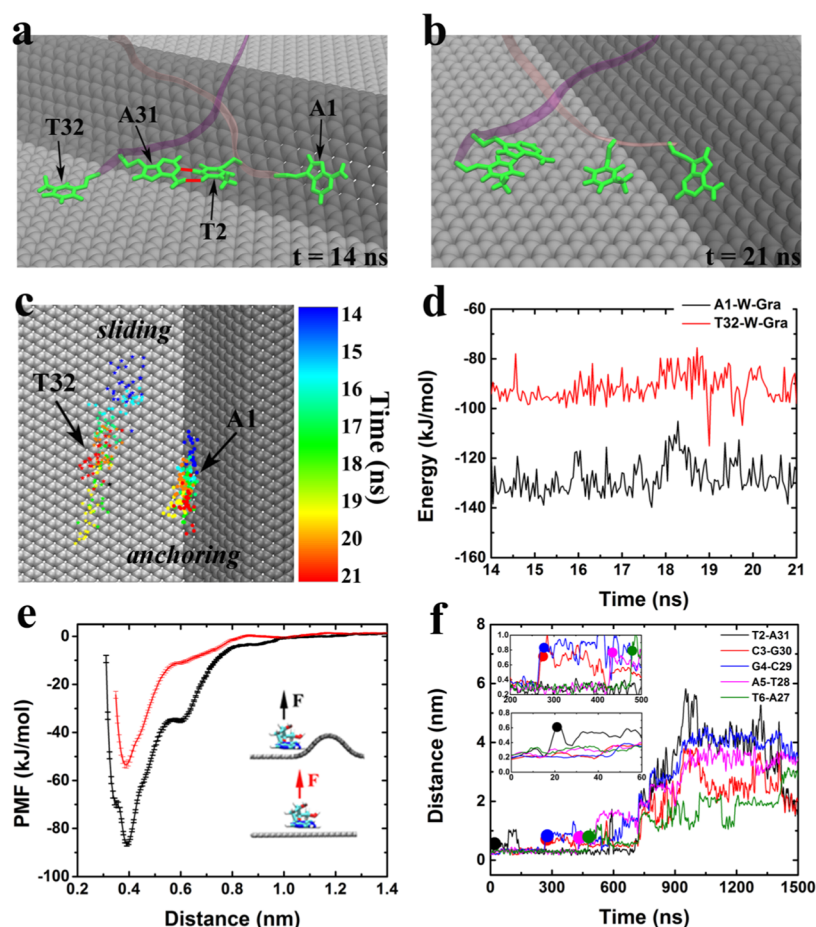 a
T32
A31
A1
T2
t = 14 ns
b
t = 21 ns
c
sliding
T32
A1
anchoring
14
15
16
17
18
19
20
21
Time (ns)
d
A1-W-Gra
T32-W-Gra
-60
-80
-100
-120
-140
-160
Energy (kJ/mol)
14 15 16 17 18 19 20 21
Time (ns)
e
0
-20
-40
-60
-80
-100
PMF (kJ/mol)
F
F
0.2 0.4 0.6 0.8 1.0 1.2 1.4
Distance (nm)
f
8
6
4
2
0
Distance (nm)
1.0
0.8
0.6
0.4
0.2
200 300 400 500
0.8
0.6
0.4
0.2
0.0
0 20 40 60
T2-A31
C3-G30
G4-C29
A5-T28
T6-A27
0 300 600 900 1200 1500
Time (ns)